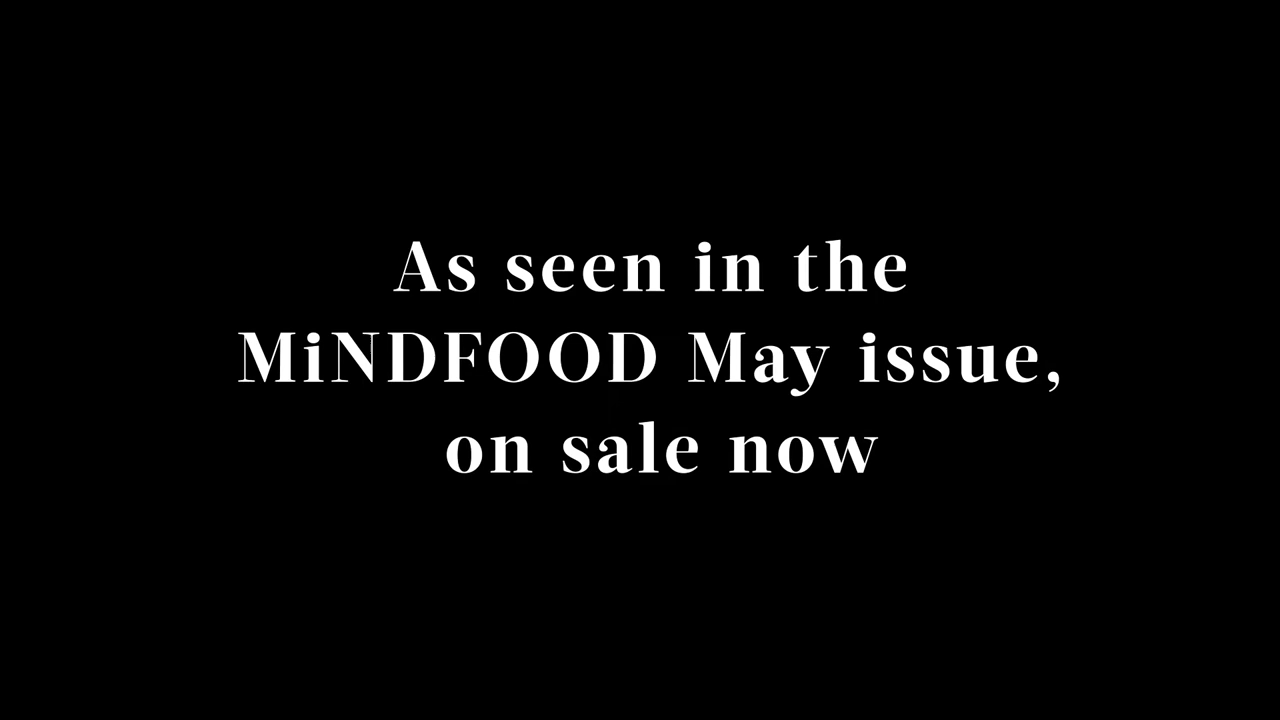 As seen in the
MiNDFOOD May issue,
on sale now